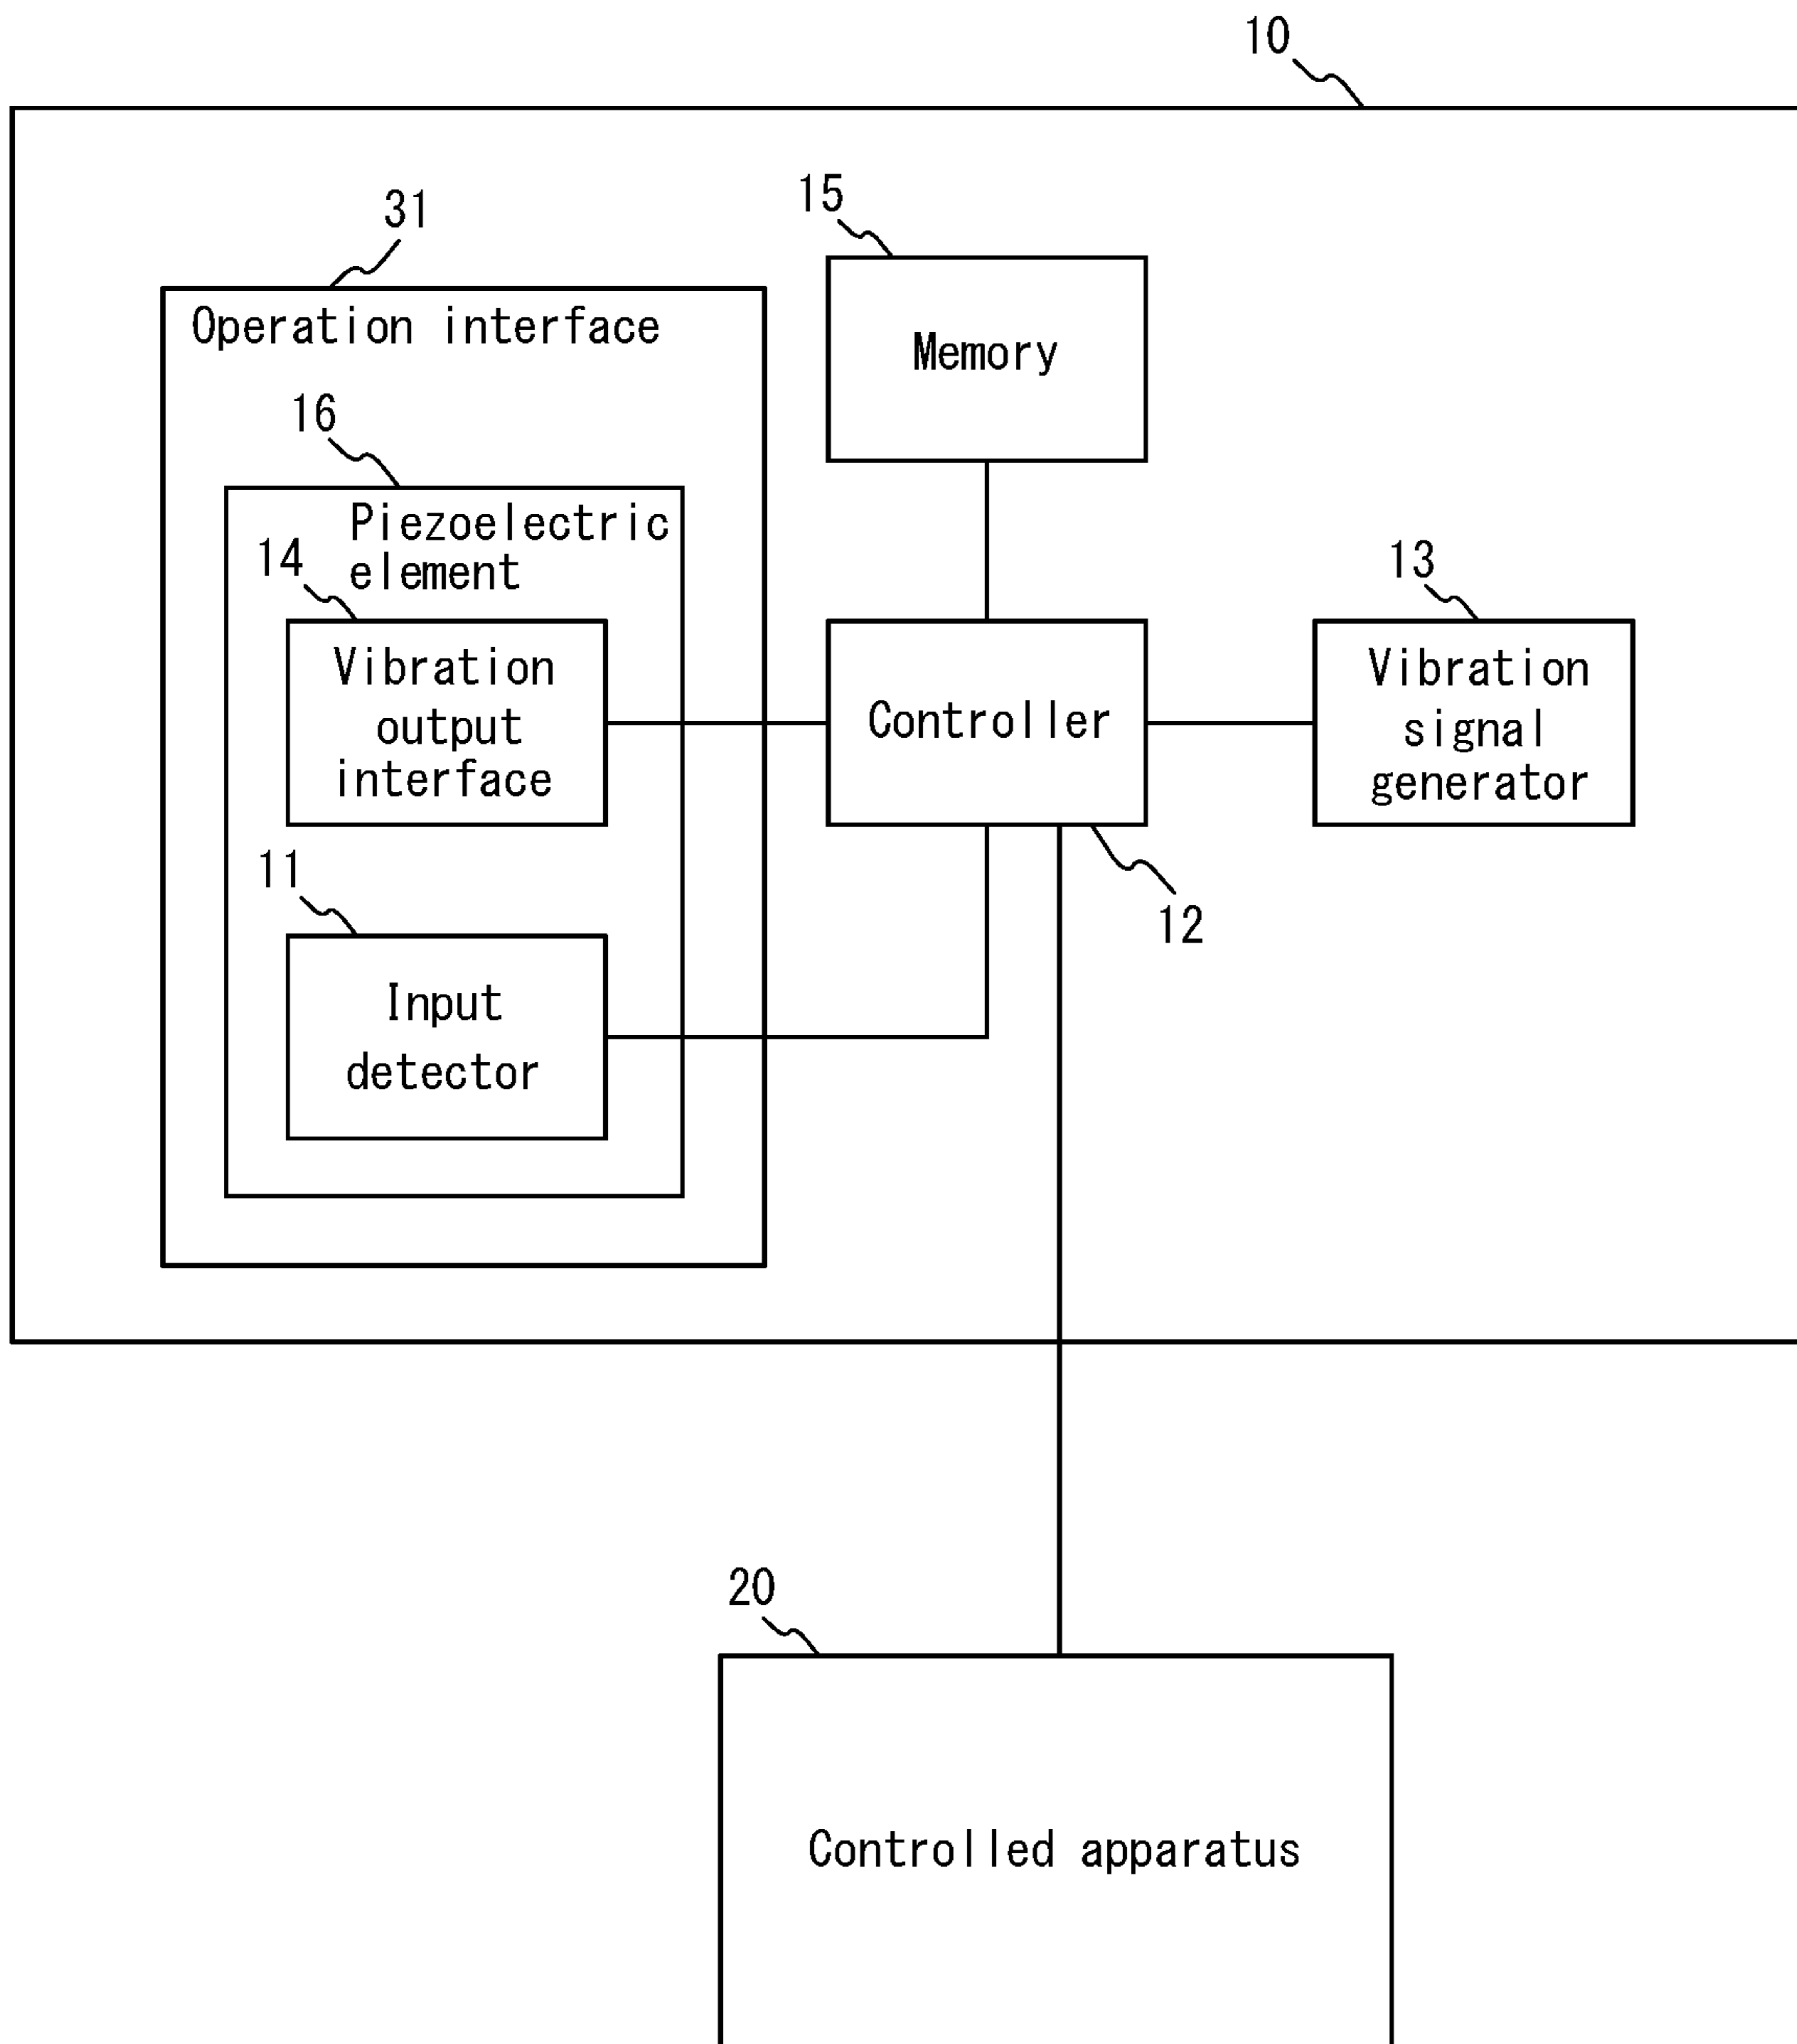 10
31
15
Operation interface
Memory
16
Piezoelectric
element
14
13
Vibration
output
interface
Controller
Vibration
signal
generator
11
12
Input
detector
20
Controlled apparatus